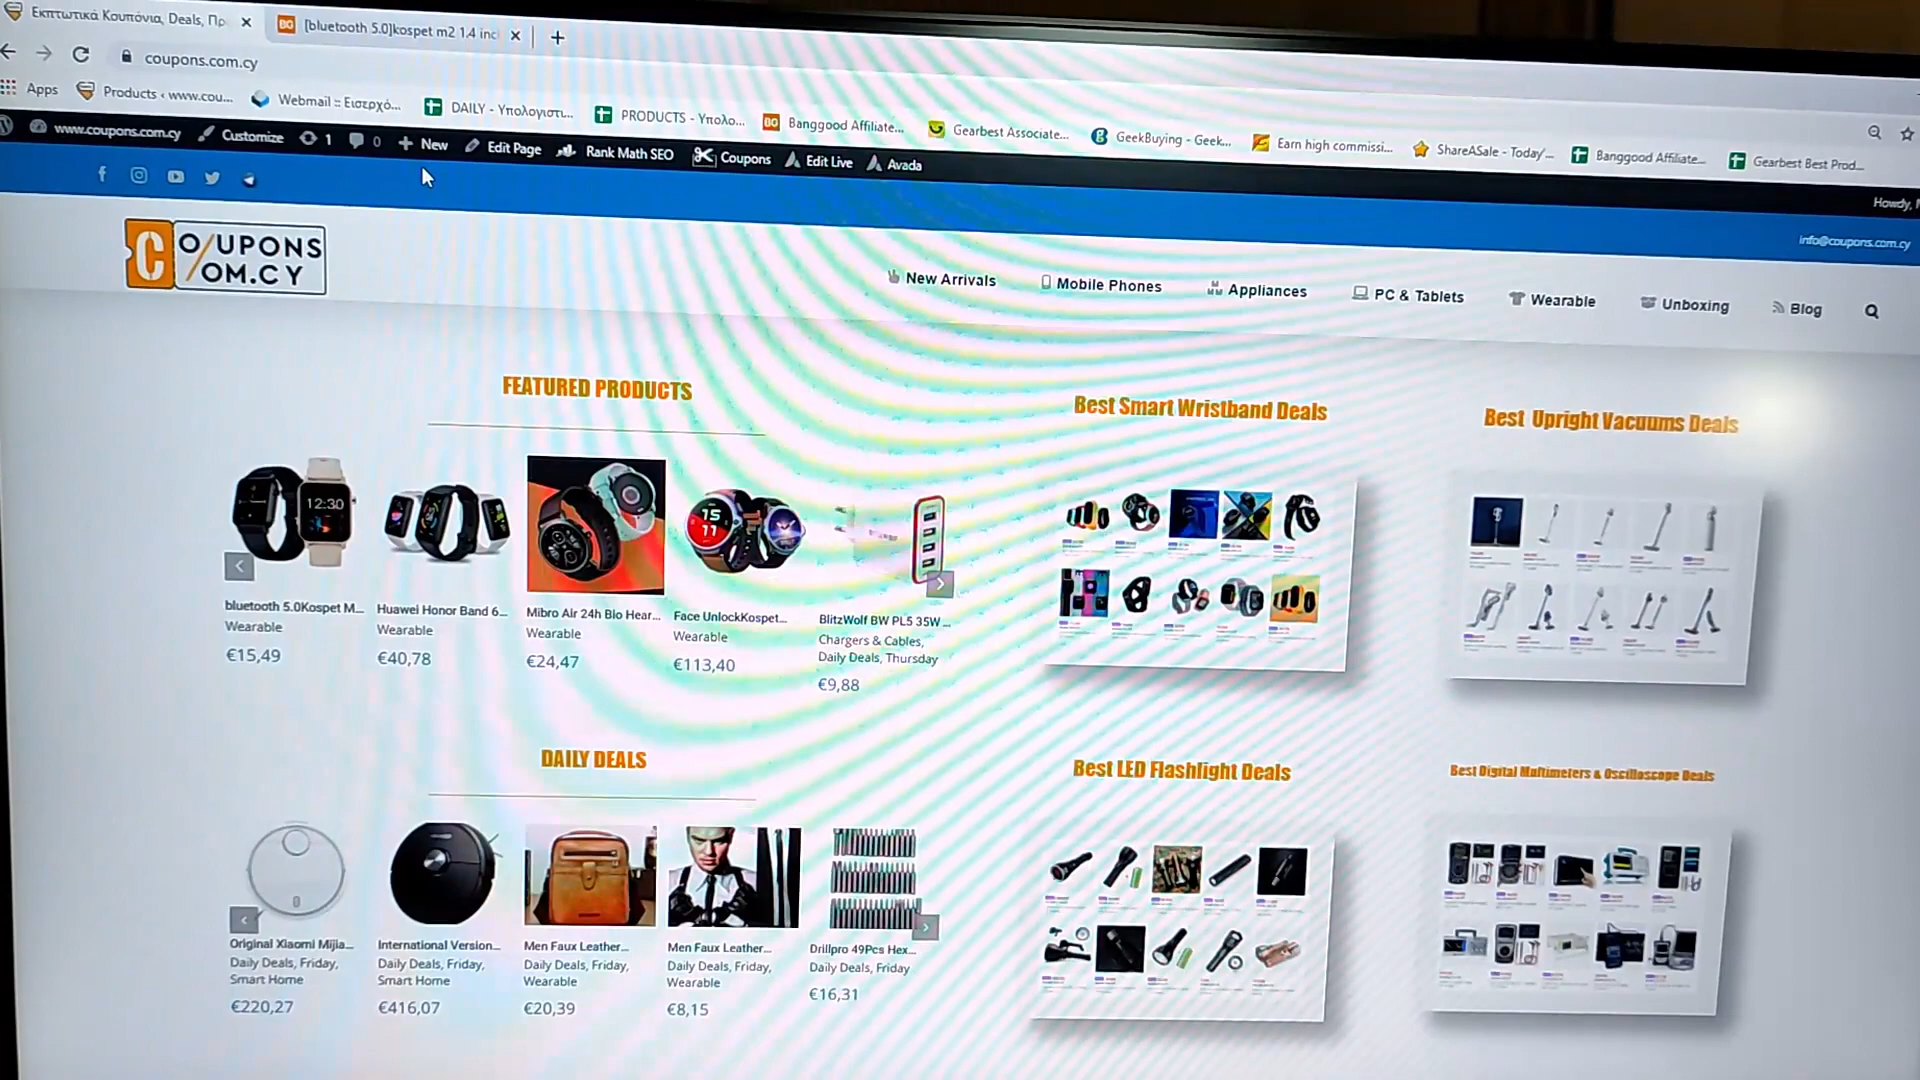 Εκπτωτικά Κουπόνια, Deals, Πρ
BG [bluetooth 5.0]kospet m2 1.4 inc
coupons.com.cy
Apps Products ‹ www.cou... Webmail :: Εισερχό... DAILY - Υπολογιστι... PRODUCTS - Υπολο... BG Banggood Affiliate... Gearbest Associate... GeekBuying - Geek... Earn high commissi... ShareASale - Today'... Banggood Affiliate... Gearbest Best Prod...
www.coupons.com.cy Customize 1 0 New Edit Page Rank Math SEO Coupons Edit Live Avada
Howdy,
info@coupons.com.cy
CO/UPONS
/OM.CY
New Arrivals Mobile Phones Appliances PC & Tablets Wearable Unboxing Blog
FEATURED PRODUCTS
Best Smart Wristband Deals
Best Upright Vacuums Deals
12:30
15
11
bluetooth 5.0Kospet M...
Wearable
€15,49
Huawei Honor Band 6...
Wearable
€40,78
Mibro Air 24h Bio Hear...
Wearable
€24,47
Face UnlockKospet...
Wearable
€113,40
BlitzWolf BW PL5 35W ...
Chargers & Cables,
Daily Deals, Thursday
€9,88
DAILY DEALS
Best LED Flashlight Deals
Best Digital Multimeters & Oscilloscope Deals
Original Xiaomi Mijia...
Daily Deals, Friday,
Smart Home
€220,27
International Version...
Daily Deals, Friday,
Smart Home
€416,07
Men Faux Leather...
Daily Deals, Friday,
Wearable
€20,39
Men Faux Leather...
Daily Deals, Friday,
Wearable
€8,15
Drillpro 49Pcs Hex...
Daily Deals, Friday
€16,31